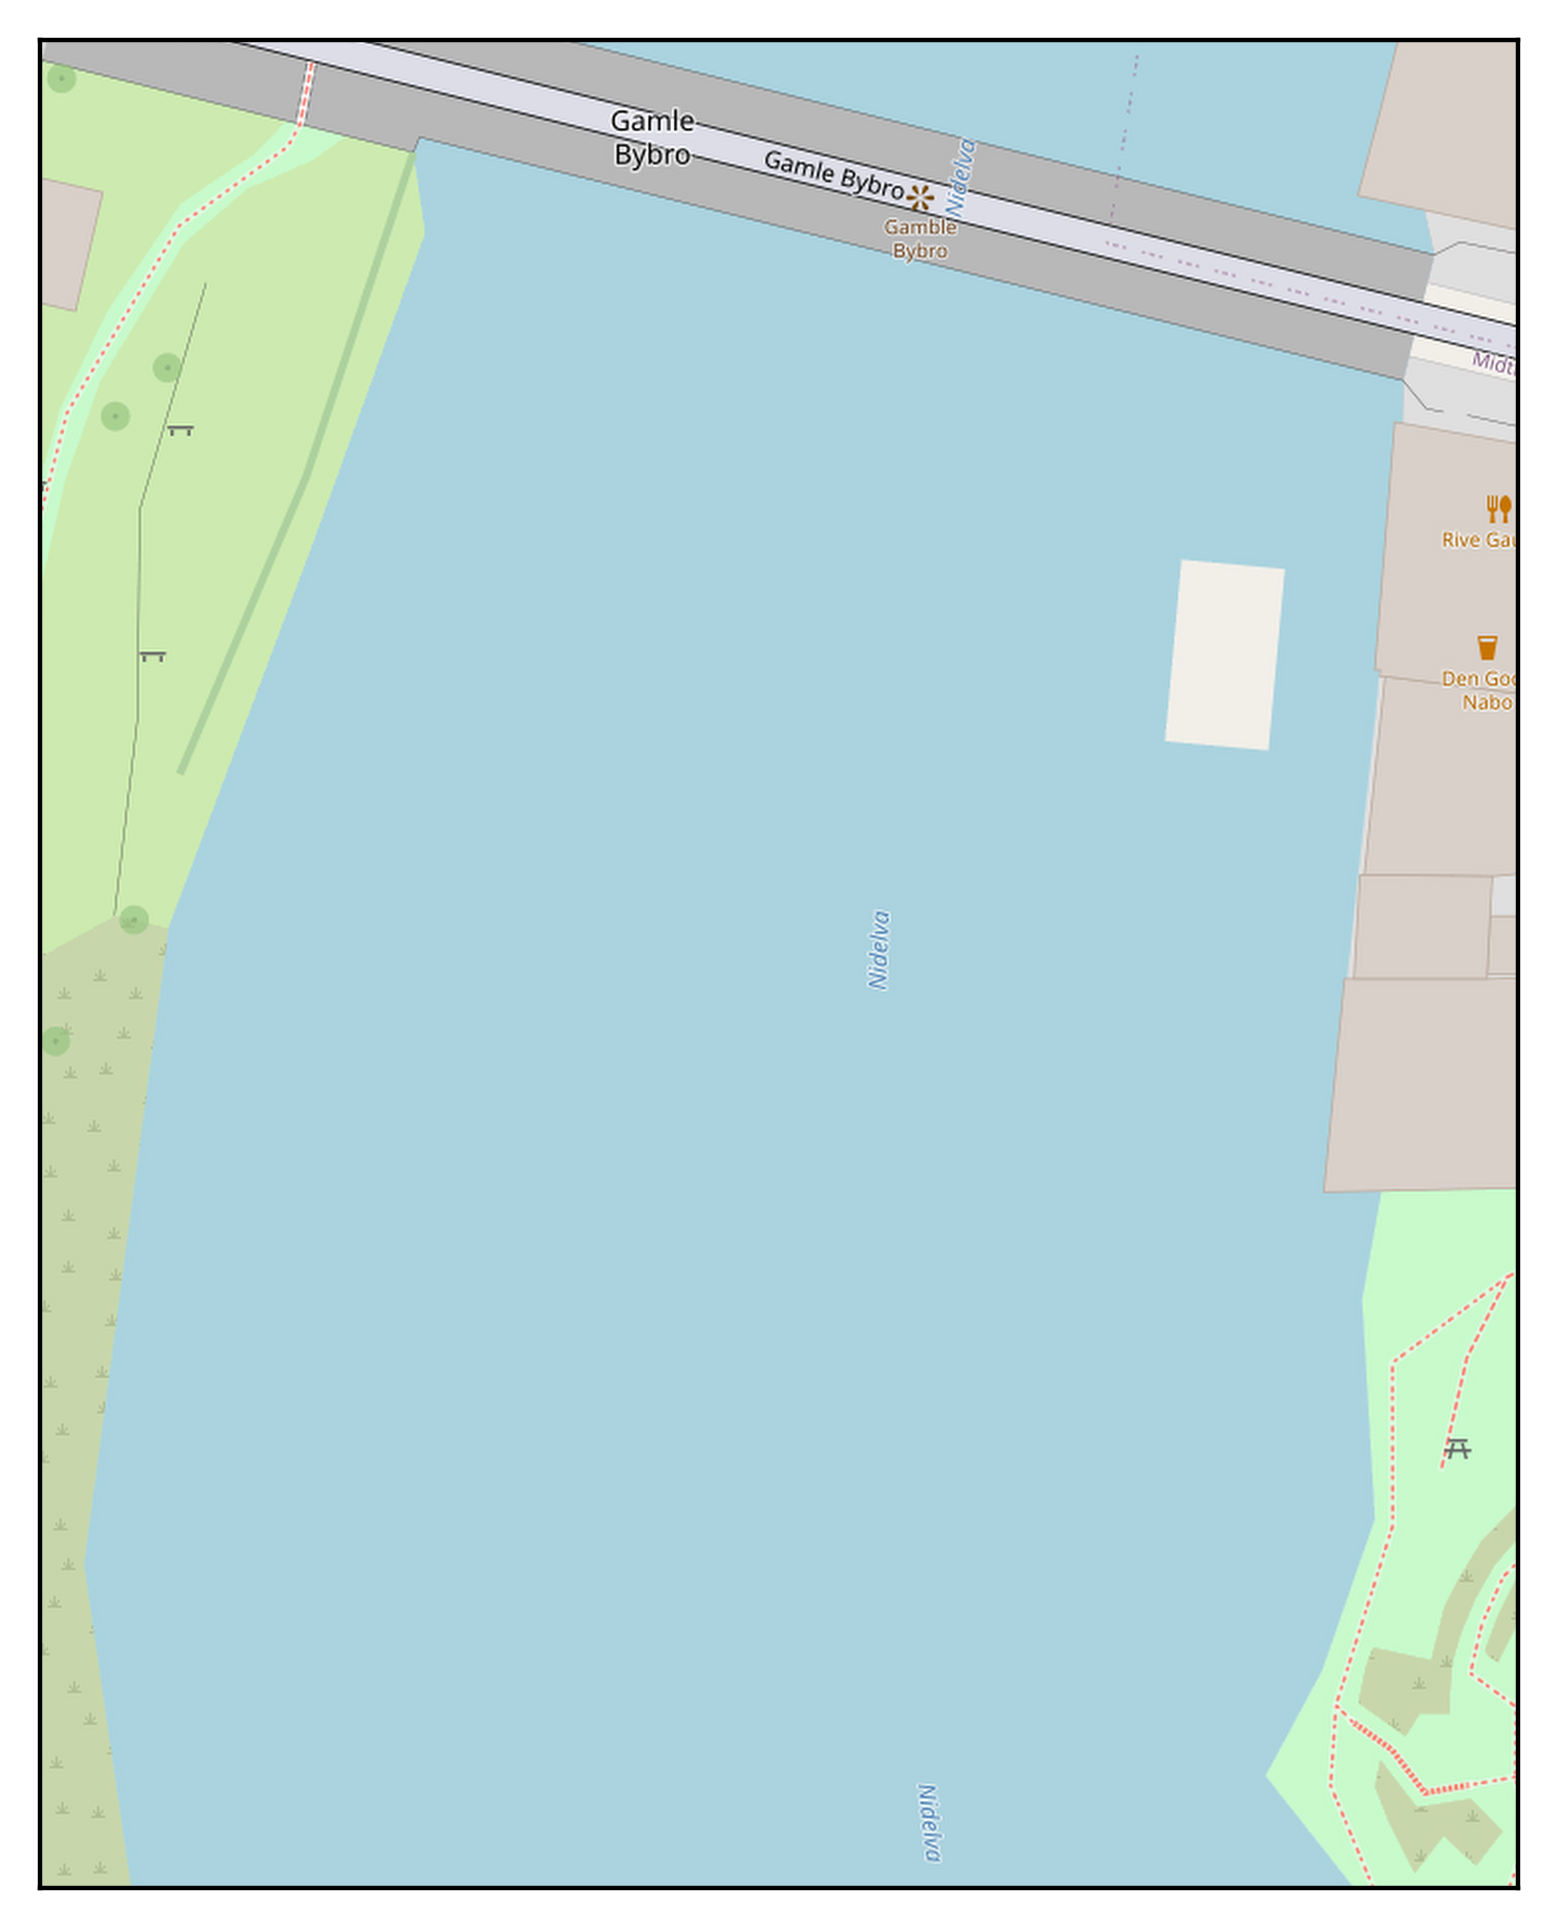 Gamle
Bybro
Gamle Bybro
Nidelva
Gamble
Bybro
Midt
Rive Gau
Den Goo
Nabo
Nidelva
Nidelva